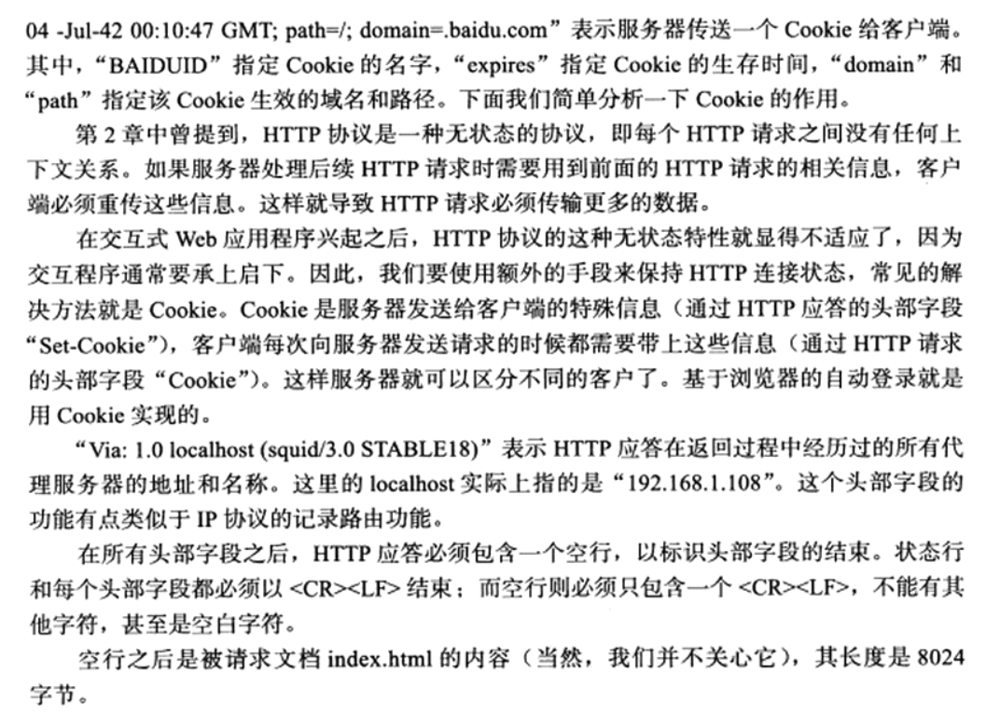 04 -Jul-42 00:10:47 GMT; path=/; domain=.baidu.com”表示服务器传送一个 Cookie 给客户端。
其中，“BAIDUID”指定 Cookie 的名字，“expires”指定 Cookie 的生存时间，“domain”和
“path”指定该 Cookie 生效的域名和路径。下面我们简单分析一下 Cookie 的作用。
第 2 章中曾提到，HTTP 协议是一种无状态的协议，即每个 HTTP 请求之间没有任何上
下文关系。如果服务器处理后续 HTTP 请求时需要用到前面的 HTTP 请求的相关信息，客户
端必须重传这些信息。这样就导致 HTTP 请求必须传输更多的数据。
在交互式 Web 应用程序兴起之后，HTTP 协议的这种无状态特性就显得不适应了，因为
交互程序通常要承上启下。因此，我们要使用额外的手段来保持 HTTP 连接状态，常见的解
决方法就是 Cookie。Cookie 是服务器发送给客户端的特殊信息（通过 HTTP 应答的头部字段
“Set-Cookie”），客户端每次向服务器发送请求的时候都需要带上这些信息（通过 HTTP 请求
的头部字段“Cookie”）。这样服务器就可以区分不同的客户了。基于浏览器的自动登录就是
用 Cookie 实现的。
“Via: 1.0 localhost (squid/3.0 STABLE18)”表示 HTTP 应答在返回过程中经历过的所有代
理服务器的地址和名称。这里的 localhost 实际上指的是“192.168.1.108”。这个头部字段的
功能有点类似于 IP 协议的记录路由功能。
在所有头部字段之后，HTTP 应答必须包含一个空行，以标识头部字段的结束。状态行
和每个头部字段都必须以 <CR><LF> 结束；而空行则必须只包含一个 <CR><LF>，不能有其
他字符，甚至是空白字符。
空行之后是被请求文档 index.html 的内容（当然，我们并不关心它），其长度是 8024
字节。